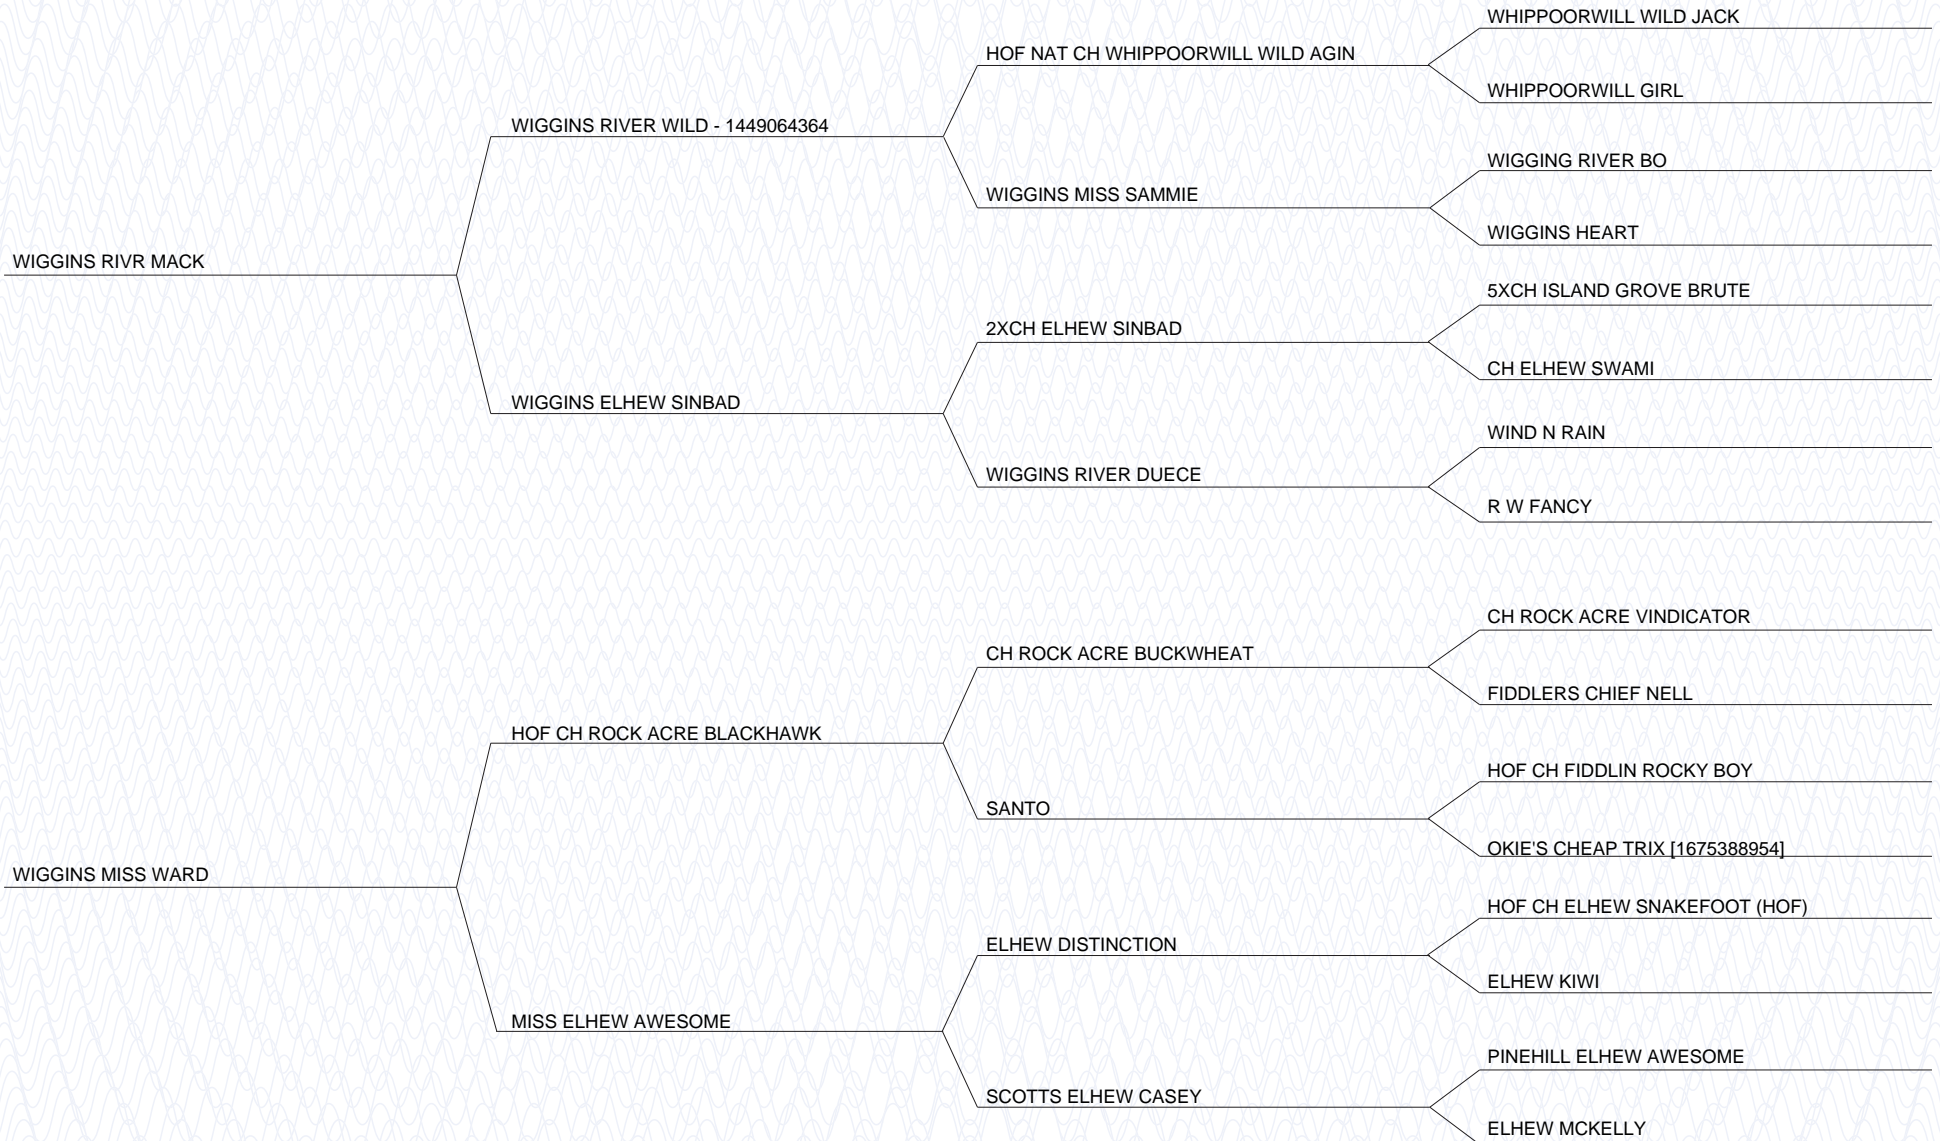 WHIPPOORWILL WILD JACK
HOF NAT CH WHIPPOORWILL WILD AGIN
WHIPPOORWILL GIRL
WIGGINS RIVER WILD - 1449064364
WIGGING RIVER BO
WIGGINS MISS SAMMIE
WIGGINS HEART
WIGGINS RIVR MACK
5XCH ISLAND GROVE BRUTE
2XCH ELHEW SINBAD
CH ELHEW SWAMI
WIGGINS ELHEW SINBAD
WIND N RAIN
WIGGINS RIVER DUECE
R W FANCY
CH ROCK ACRE VINDICATOR
CH ROCK ACRE BUCKWHEAT
FIDDLERS CHIEF NELL
HOF CH ROCK ACRE BLACKHAWK
HOF CH FIDDLIN ROCKY BOY
SANTO
OKIE'S CHEAP TRIX [1675388954]
WIGGINS MISS WARD
HOF CH ELHEW SNAKEFOOT (HOF)
ELHEW DISTINCTION
ELHEW KIWI
MISS ELHEW AWESOME
PINEHILL ELHEW AWESOME
SCOTTS ELHEW CASEY
ELHEW MCKELLY